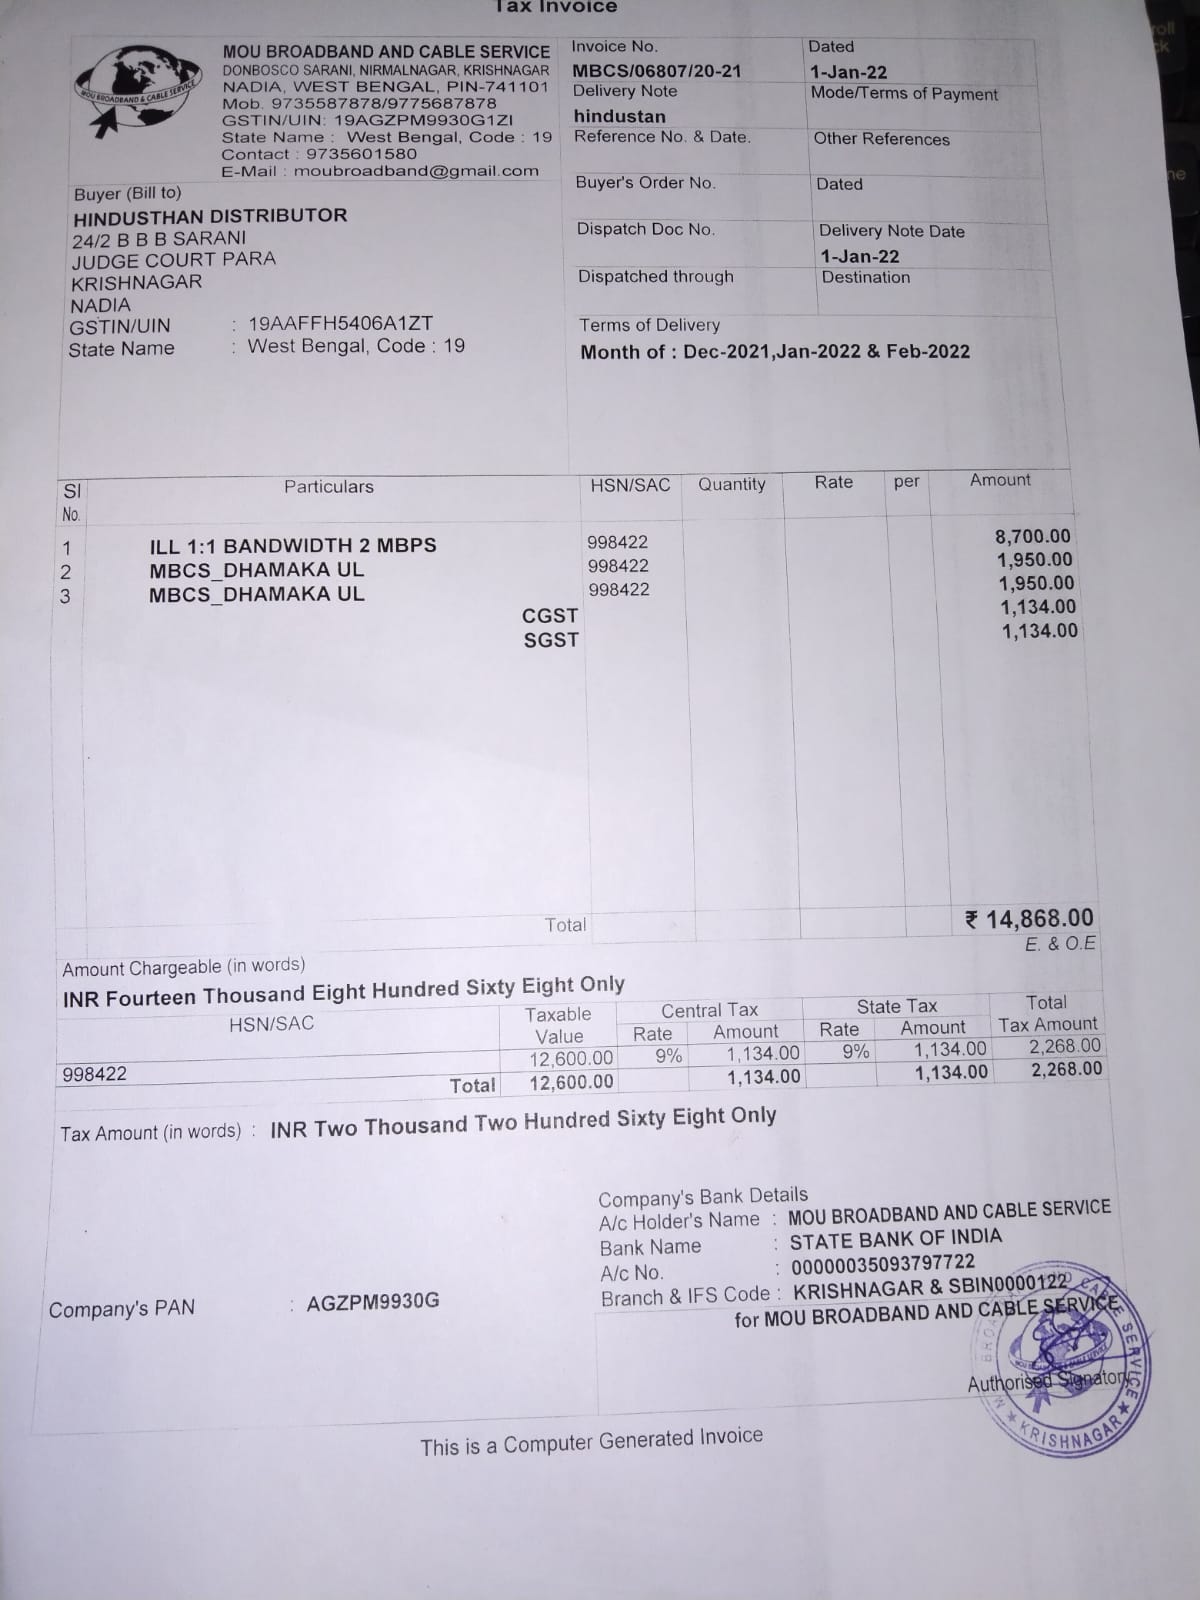 Tax Invoice
MOU BROADBAND & CABLE SERVICE
MOU BROADBAND AND CABLE SERVICE
DONBOSCO SARANI, NIRMALNAGAR, KRISHNAGAR
NADIA, WEST BENGAL, PIN-741101
Mob. 9735587878/9775687878
GSTIN/UIN: 19AGZPM9930G1ZI
State Name : West Bengal, Code : 19
Contact : 9735601580
E-Mail : moubroadband@gmail.com
Invoice No.
MBCS/06807/20-21
Dated
1-Jan-22
Delivery Note
hindustan
Mode/Terms of Payment
Reference No. & Date.
Other References
Buyer's Order No.
Dated
Dispatch Doc No.
Delivery Note Date
1-Jan-22
Dispatched through
Destination
Terms of Delivery
Month of : Dec-2021,Jan-2022 & Feb-2022
Buyer (Bill to)
HINDUSTHAN DISTRIBUTOR
24/2 B B B SARANI
JUDGE COURT PARA
KRISHNAGAR
NADIA
GSTIN/UIN : 19AAFFH5406A1ZT
State Name : West Bengal, Code : 19
Sl No. Particulars HSN/SAC Quantity Rate per Amount
1 ILL 1:1 BANDWIDTH 2 MBPS 998422 8,700.00
2 MBCS_DHAMAKA UL 998422 1,950.00
3 MBCS_DHAMAKA UL 998422 1,950.00
CGST 1,134.00
SGST 1,134.00
Total ₹ 14,868.00
E. & O.E
Amount Chargeable (in words)
INR Fourteen Thousand Eight Hundred Sixty Eight Only
HSN/SAC Taxable Value Central Tax State Tax Total Tax Amount
Rate Amount Rate Amount
998422 12,600.00 9% 1,134.00 9% 1,134.00 2,268.00
Total 12,600.00 1,134.00 1,134.00 2,268.00
Tax Amount (in words) : INR Two Thousand Two Hundred Sixty Eight Only
Company's Bank Details
A/c Holder's Name : MOU BROADBAND AND CABLE SERVICE
Bank Name : STATE BANK OF INDIA
A/c No. : 00000035093797722
Branch & IFS Code : KRISHNAGAR & SBIN0000122
Company's PAN : AGZPM9930G
for MOU BROADBAND AND CABLE SERVICE
Authorised Signatory
CABLE SERVICE
★ KRISHNAGAR ★
This is a Computer Generated Invoice